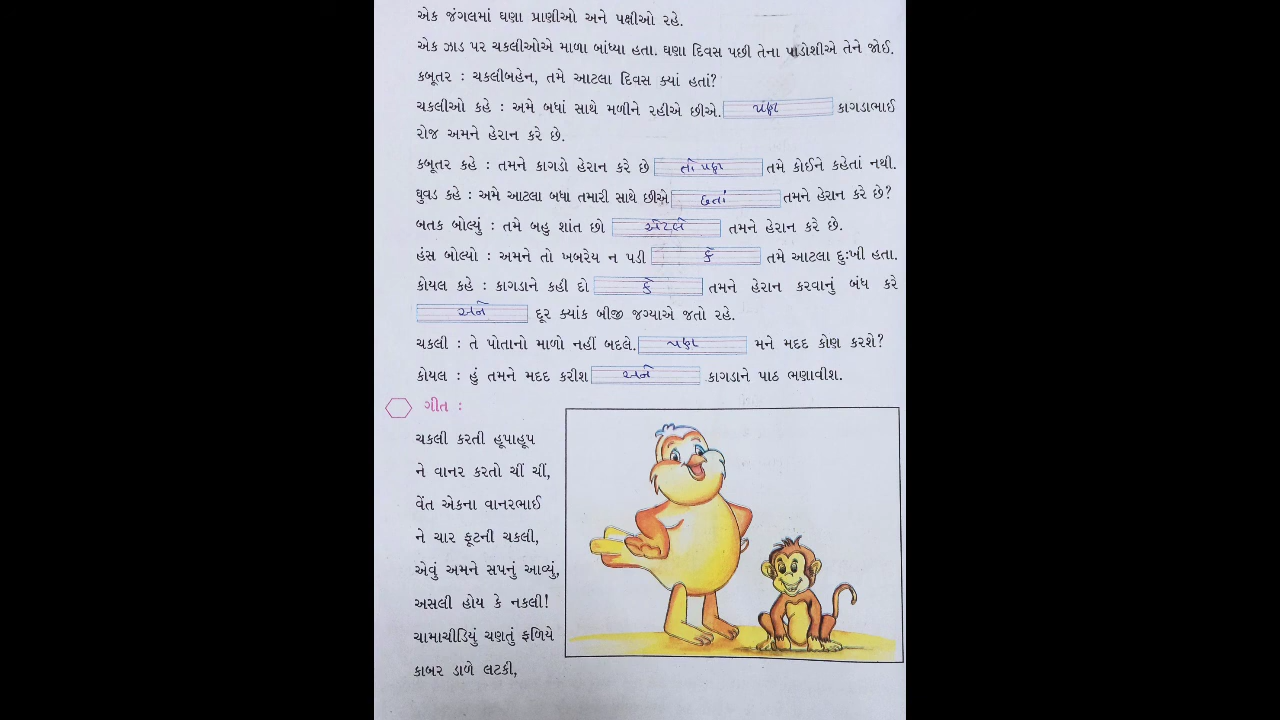 એક જંગલમાં ઘણા પ્રાણીઓ અને પક્ષીઓ રહે.
એક ઝાડ પર ચકલીઓએ માળા બાંધ્યા હતા. ઘણા દિવસ પછી તેના પાડોશીએ તેને જોઈ.
કબૂતર : ચકલીબહેન, તમે આટલા દિવસ ક્યાં હતાં?
ચકલીઓ કહે : અમે બધાં સાથે મળીને રહીએ છીએ. પણ કાગડાભાઈ
રોજ અમને હેરાન કરે છે.
કબૂતર કહે : તમને કાગડો હેરાન કરે છે તો પણ તમે કોઈને કહેતાં નથી.
ઘુવડ કહે : અમે આટલા બધા તમારી સાથે છીએ છતાં તમને હેરાન કરે છે?
બતક બોલ્યું : તમે બહુ શાંત છો એટલે તમને હેરાન કરે છે.
હંસ બોલ્યો : અમને તો ખબરેય ન પડી કે તમે આટલા દુઃખી હતા.
કોયલ કહે : કાગડાને કહી દો કે તમને હેરાન કરવાનું બંધ કરે
અને દૂર ક્યાંક બીજી જગ્યાએ જતો રહે.
ચકલી : તે પોતાનો માળો નહીં બદલે. પણ મને મદદ કોણ કરશે?
કોયલ : હું તમને મદદ કરીશ અને કાગડાને પાઠ ભણાવીશ.
ગીત :
ચકલી કરતી હૂપાહૂપ
ને વાનર કરતો ચીં ચીં,
વેંત એકના વાનરભાઈ
ને ચાર ફૂટની ચકલી,
એવું અમને સપનું આવ્યું,
અસલી હોય કે નકલી!
ચામાચીડિયું ચણતું ફળિયે
કાબર ડાળે લટકી,